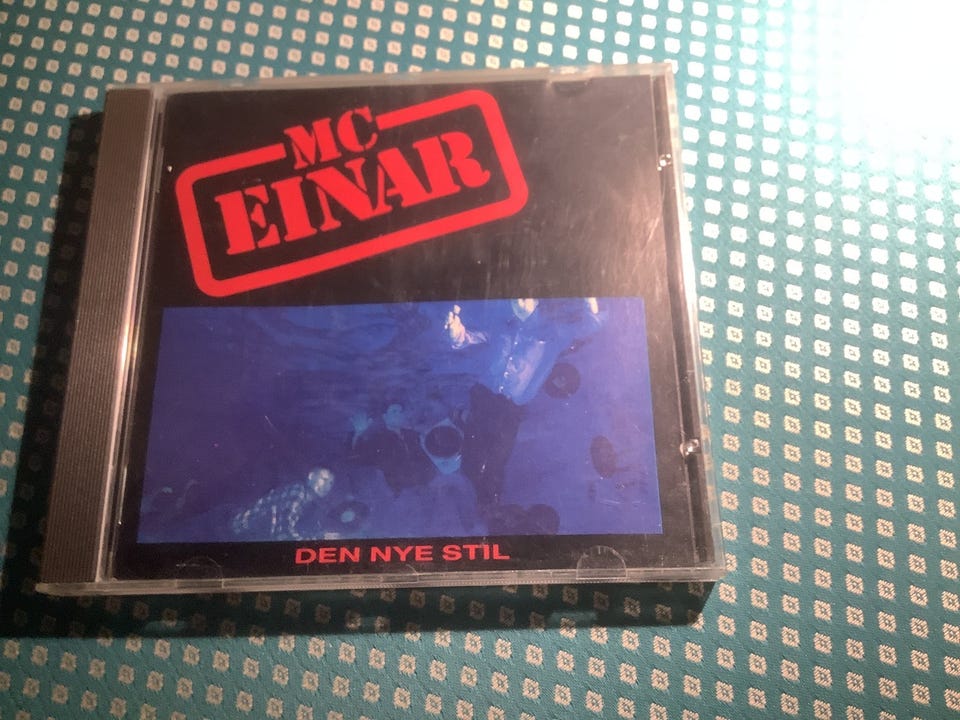 MC
EINAR
DEN NYE STIL